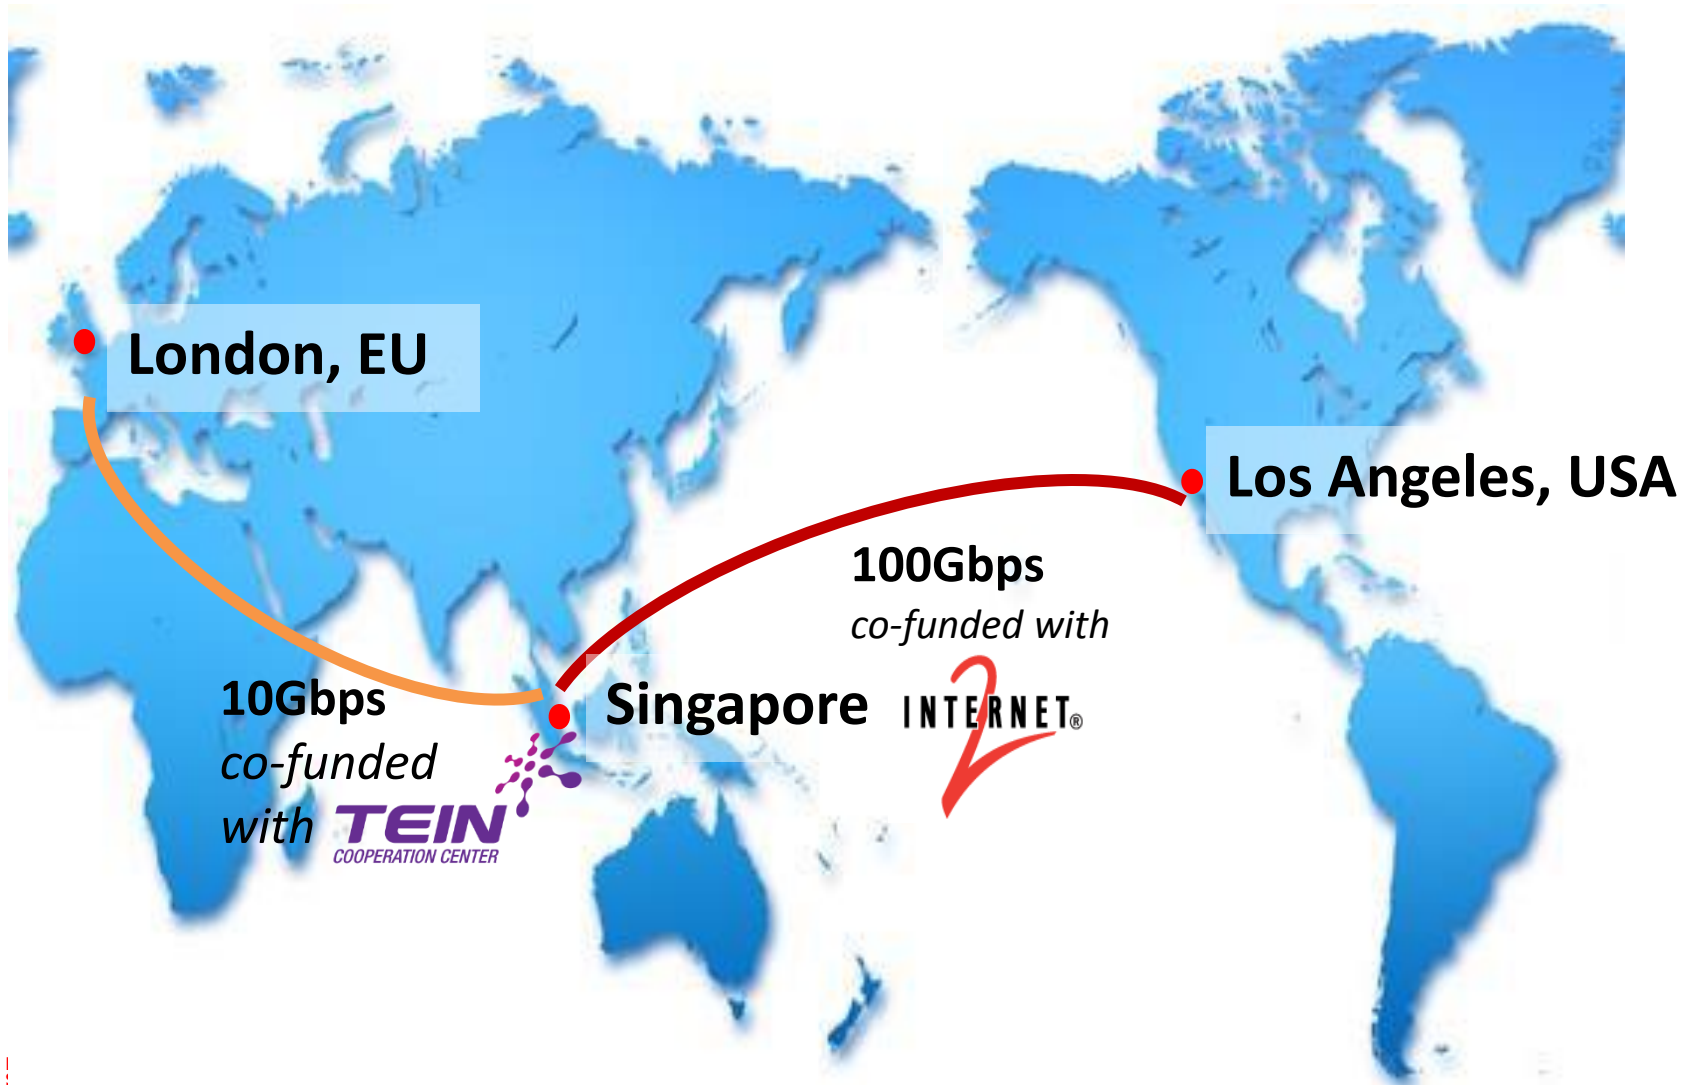 London, EU
Los Angeles, USA
100Gbps
co-funded with
INTERNET®
2
Singapore
10Gbps
co-funded
with
TEIN
COOPERATION CENTER